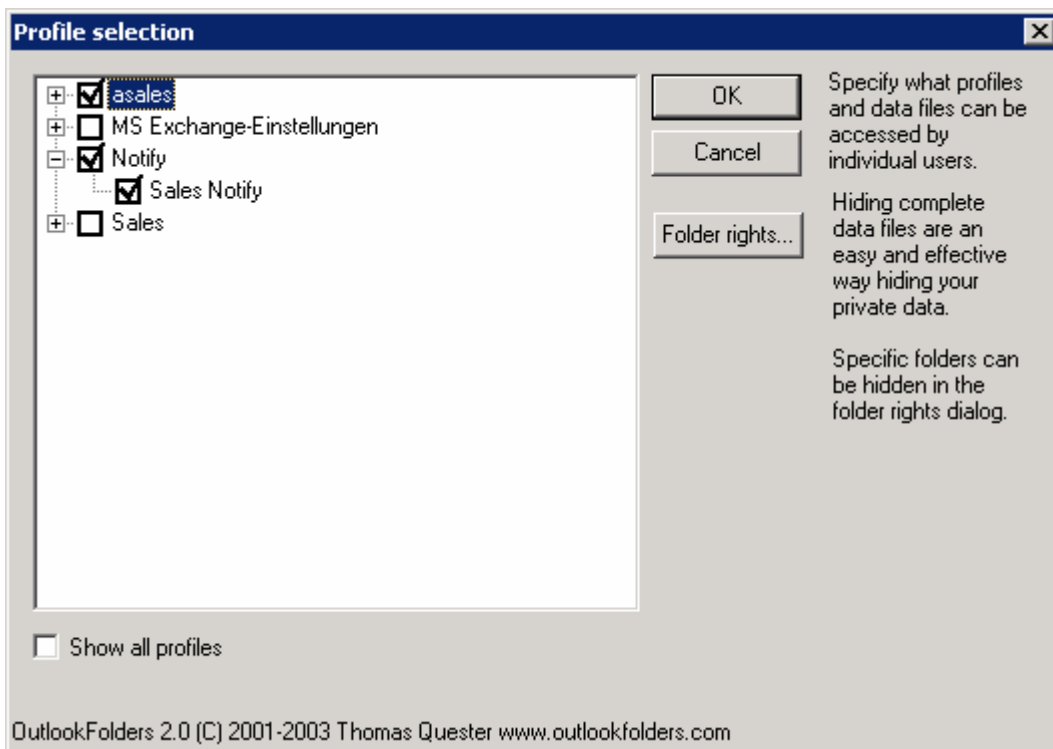 Profile selection
asales
MS Exchange-Einstellungen
Notify
Sales Notify
Sales
OK
Cancel
Folder rights...
Specify what profiles
and data files can be
accessed by
individual users.
Hiding complete
data files are an
easy and effective
way hiding your
private data.
Specific folders can
be hidden in the
folder rights dialog.
Show all profiles
OutlookFolders 2.0 (C) 2001-2003 Thomas Quester www.outlookfolders.com